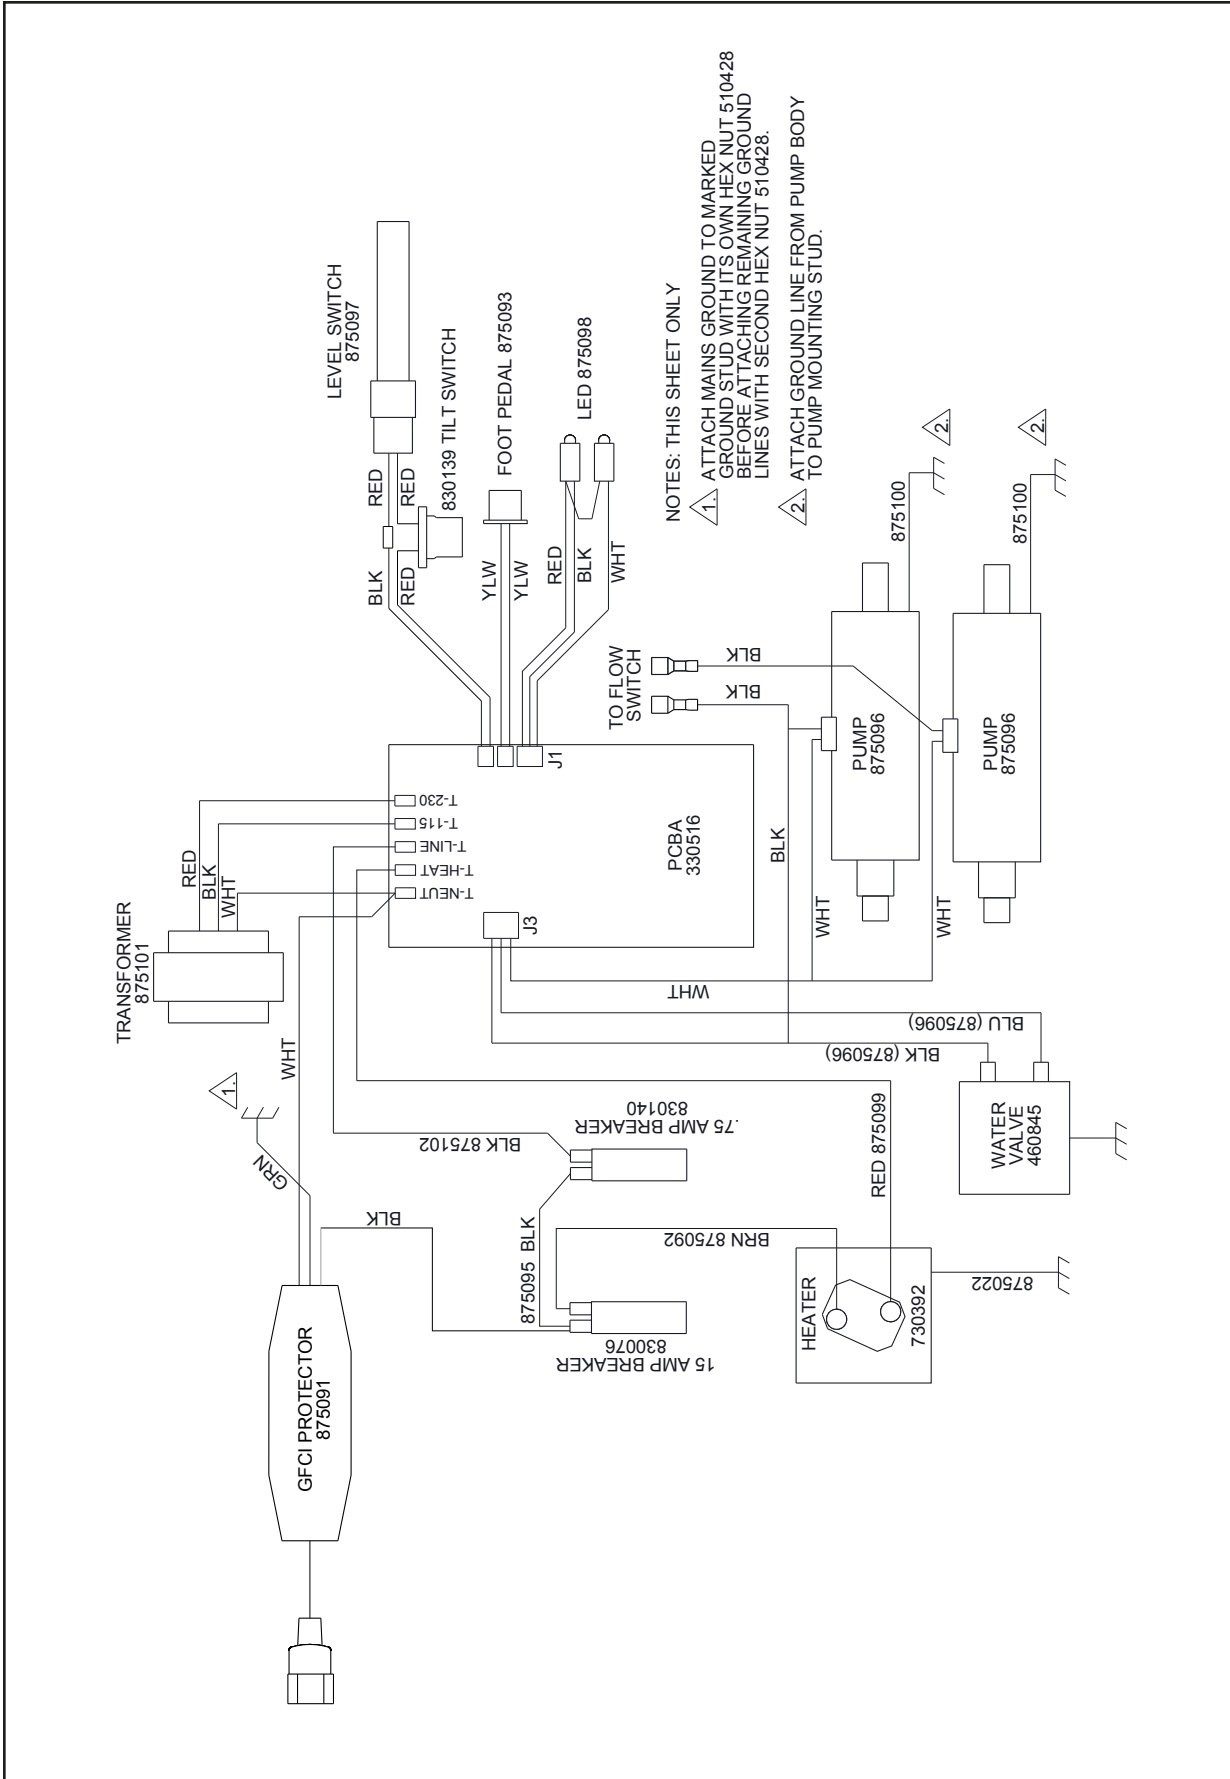 TRANSFORMER
875101
RED
BLK
WHT
WHT
1.
GRN
GFCI PROTECTOR
875091
BLK
BLK 875102
.75 AMP BREAKER
830140
875095 BLK
15 AMP BREAKER
830076
BRN 875092
RED 875099
HEATER
730392
875022
T-230
T-115
T-LINE
T-HEAT
T-NEUT
PCBA
330516
J1
J3
LEVEL SWITCH
875097
RED
RED
BLK
RED
830139 TILT SWITCH
YLW
YLW
FOOT PEDAL 875093
RED
BLK
WHT
LED 875098
TO FLOW
SWITCH
BLK
BLK
BLK
WHT
WHT
WHT
PUMP
875096
PUMP
875096
875100
2.
875100
2.
BLK (875096)
BLU (875096)
WATER
VALVE
460845
NOTES: THIS SHEET ONLY
1. ATTACH MAINS GROUND TO MARKED
GROUND STUD WITH ITS OWN HEX NUT 510428
BEFORE ATTACHING REMAINING GROUND
LINES WITH SECOND HEX NUT 510428.
2. ATTACH GROUND LINE FROM PUMP BODY
TO PUMP MOUNTING STUD.